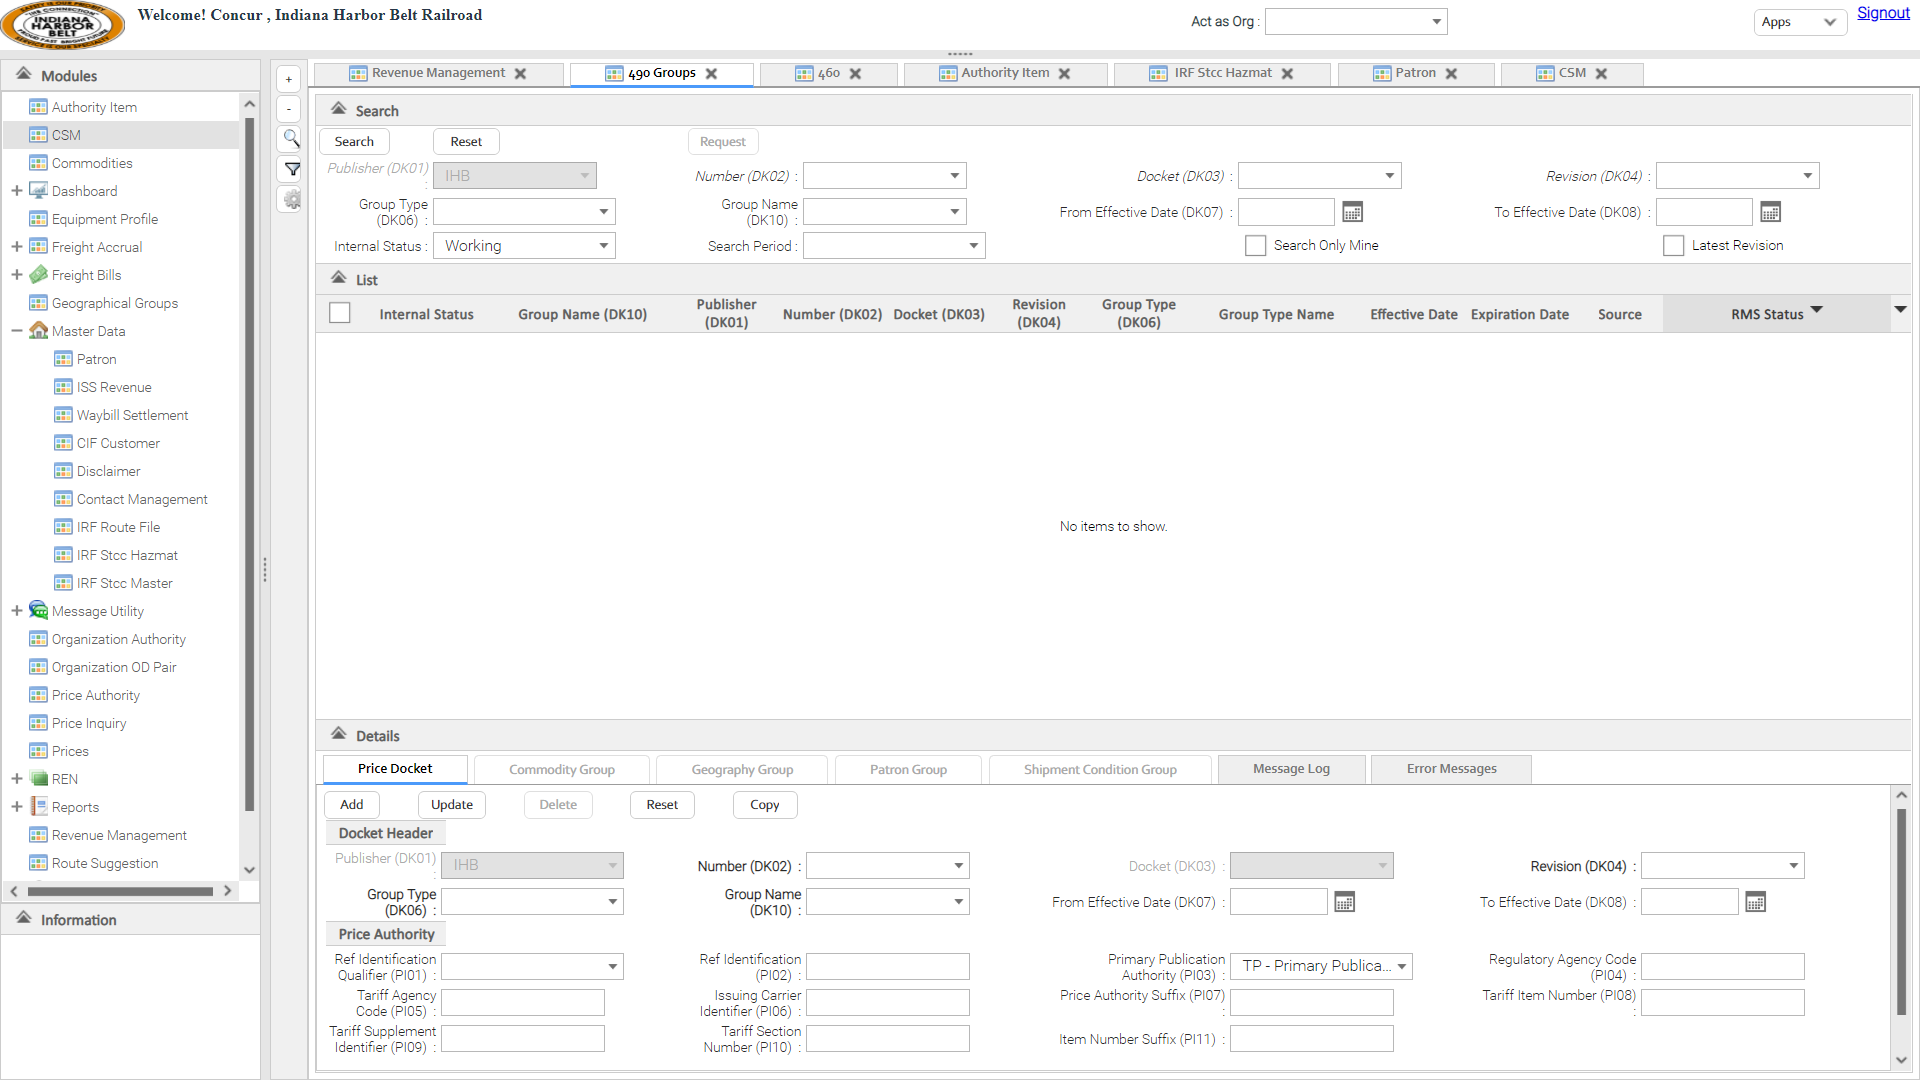 INDIANA
HARBOR
BELT
Welcome! Concur , Indiana Harbor Belt Railroad
Act as Org :
Apps
Signout
Modules
Authority Item
CSM
Commodities
Dashboard
Equipment Profile
Freight Accrual
Freight Bills
Geographical Groups
Master Data
Patron
ISS Revenue
Waybill Settlement
CIF Customer
Disclaimer
Contact Management
IRF Route File
IRF Stcc Hazmat
IRF Stcc Master
Message Utility
Organization Authority
Organization OD Pair
Price Authority
Price Inquiry
Prices
REN
Reports
Revenue Management
Route Suggestion
Information
+
-
Revenue Management
490 Groups
460
Authority Item
IRF Stcc Hazmat
Patron
CSM
Search
Search Reset Request
Publisher (DK01) : IHB
Number (DK02) :
Docket (DK03) :
Revision (DK04) :
Group Type (DK06) :
Group Name (DK10) :
From Effective Date (DK07) :
To Effective Date (DK08) :
Internal Status : Working
Search Period :
Search Only Mine
Latest Revision
List
Internal Status
Group Name (DK10)
Publisher (DK01)
Number (DK02)
Docket (DK03)
Revision (DK04)
Group Type (DK06)
Group Type Name
Effective Date
Expiration Date
Source
RMS Status
No items to show.
Details
Price Docket
Commodity Group
Geography Group
Patron Group
Shipment Condition Group
Message Log
Error Messages
Add Update Delete Reset Copy
Docket Header
Publisher (DK01) : IHB
Number (DK02) :
Docket (DK03) :
Revision (DK04) :
Group Type (DK06) :
Group Name (DK10) :
From Effective Date (DK07) :
To Effective Date (DK08) :
Price Authority
Ref Identification Qualifier (PI01) :
Ref Identification (PI02) :
Primary Publication Authority (PI03) : TP - Primary Publica...
Regulatory Agency Code (PI04) :
Tariff Agency Code (PI05) :
Issuing Carrier Identifier (PI06) :
Price Authority Suffix (PI07) :
Tariff Item Number (PI08) :
Tariff Supplement Identifier (PI09) :
Tariff Section Number (PI10) :
Item Number Suffix (PI11) :